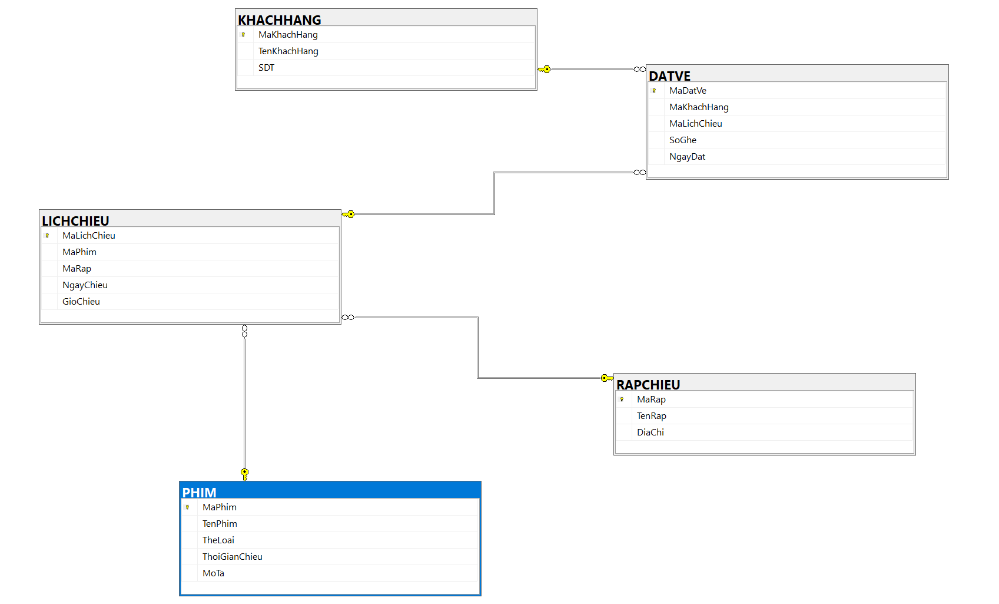 KHACHHANG
MaKhachHang
TenKhachHang
SDT
DATVE
MaDatVe
MaKhachHang
MaLichChieu
SoGhe
NgayDat
LICHCHIEU
MaLichChieu
MaPhim
MaRap
NgayChieu
GioChieu
RAPCHIEU
MaRap
TenRap
DiaChi
PHIM
MaPhim
TenPhim
TheLoai
ThoiGianChieu
MoTa